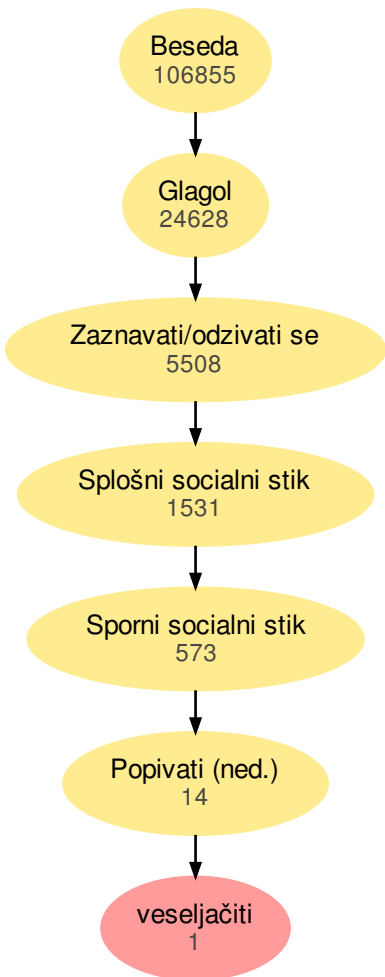 Beseda
106855
Glagol
24628
Zaznavati/odzivati se
5508
Splošni socialni stik
1531
Sporni socialni stik
573
Popivati (ned.)
14
veseljačiti
1